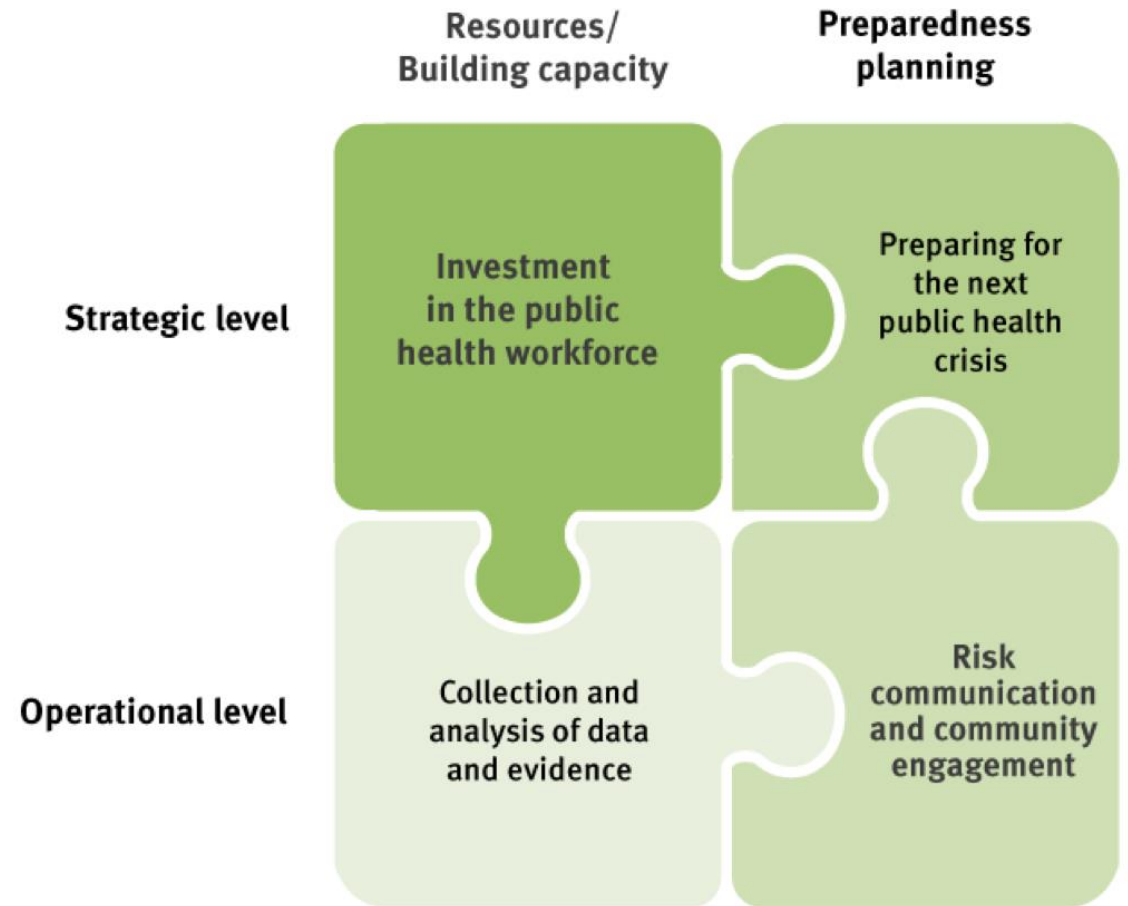 Resources/
Building capacity
Preparedness
planning
Strategic level
Investment
in the public
health workforce
Preparing for
the next
public health
crisis
Operational level
Collection and
analysis of data
and evidence
Risk
communication
and community
engagement